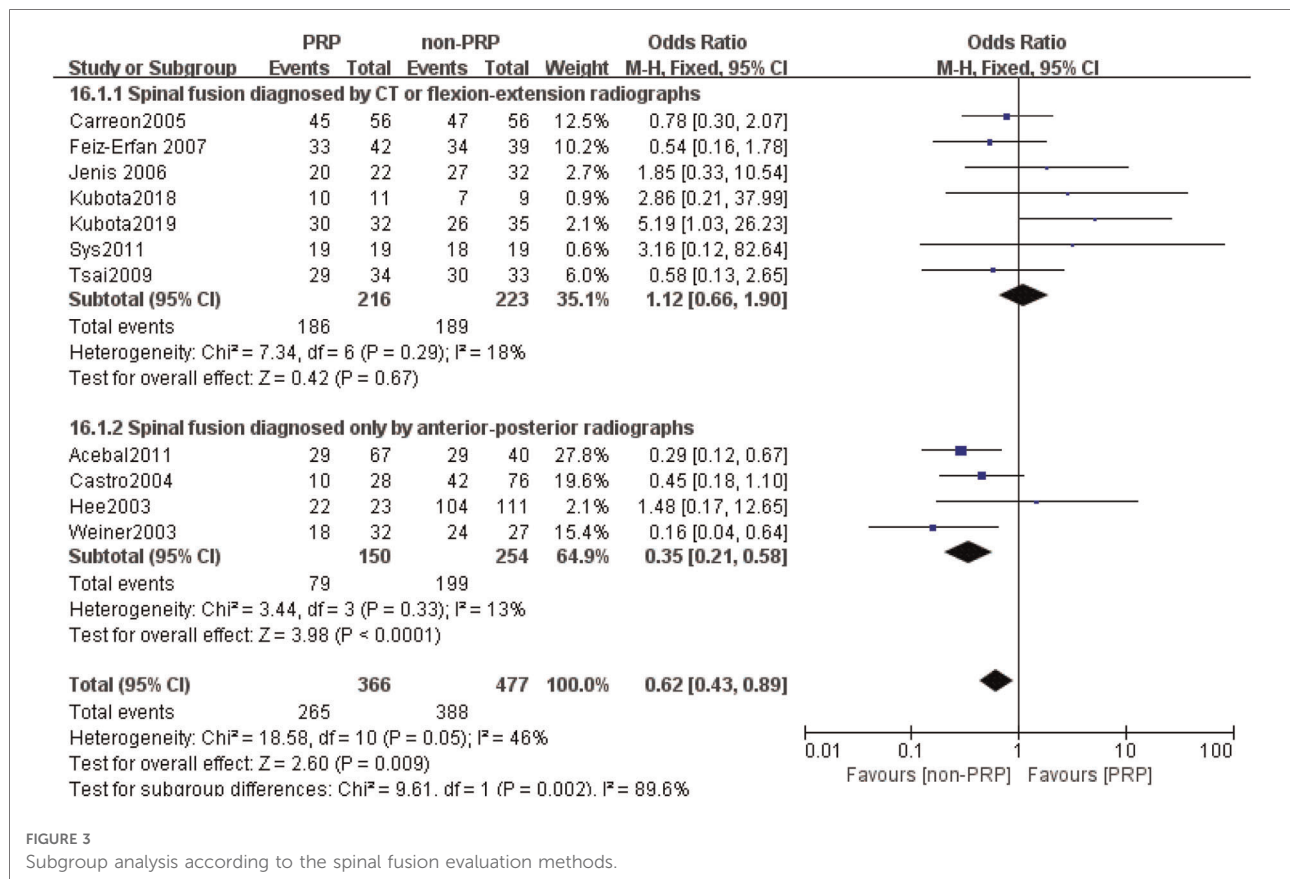 PRP non-PRP Odds Ratio Odds Ratio
Study or Subgroup Events Total Events Total Weight M-H, Fixed, 95% CI M-H, Fixed, 95% CI
16.1.1 Spinal fusion diagnosed by CT or flexion-extension radiographs
Carreon2005 45 56 47 56 12.5% 0.78 [0.30, 2.07]
Feiz-Erfan 2007 33 42 34 39 10.2% 0.54 [0.16, 1.78]
Jenis 2006 20 22 27 32 2.7% 1.85 [0.33, 10.54]
Kubota2018 10 11 7 9 0.9% 2.86 [0.21, 37.99]
Kubota2019 30 32 26 35 2.1% 5.19 [1.03, 26.23]
Sys2011 19 19 18 19 0.6% 3.16 [0.12, 82.64]
Tsai2009 29 34 30 33 6.0% 0.58 [0.13, 2.65]
Subtotal (95% CI) 216 223 35.1% 1.12 [0.66, 1.90]
Total events 186 189
Heterogeneity: Chi² = 7.34, df = 6 (P = 0.29); I² = 18%
Test for overall effect: Z = 0.42 (P = 0.67)
16.1.2 Spinal fusion diagnosed only by anterior-posterior radiographs
Acebal2011 29 67 29 40 27.8% 0.29 [0.12, 0.67]
Castro2004 10 28 42 76 19.6% 0.45 [0.18, 1.10]
Hee2003 22 23 104 111 2.1% 1.48 [0.17, 12.65]
Weiner2003 18 32 24 27 15.4% 0.16 [0.04, 0.64]
Subtotal (95% CI) 150 254 64.9% 0.35 [0.21, 0.58]
Total events 79 199
Heterogeneity: Chi² = 3.44, df = 3 (P = 0.33); I² = 13%
Test for overall effect: Z = 3.98 (P < 0.0001)
Total (95% CI) 366 477 100.0% 0.62 [0.43, 0.89]
Total events 265 388
Heterogeneity: Chi² = 18.58, df = 10 (P = 0.05); I² = 46%
Test for overall effect: Z = 2.60 (P = 0.009)
Test for subgroup differences: Chi² = 9.61, df = 1 (P = 0.002), I² = 89.6%
0.01 0.1 1 10 100
Favours [non-PRP] Favours [PRP]
FIGURE 3
Subgroup analysis according to the spinal fusion evaluation methods.